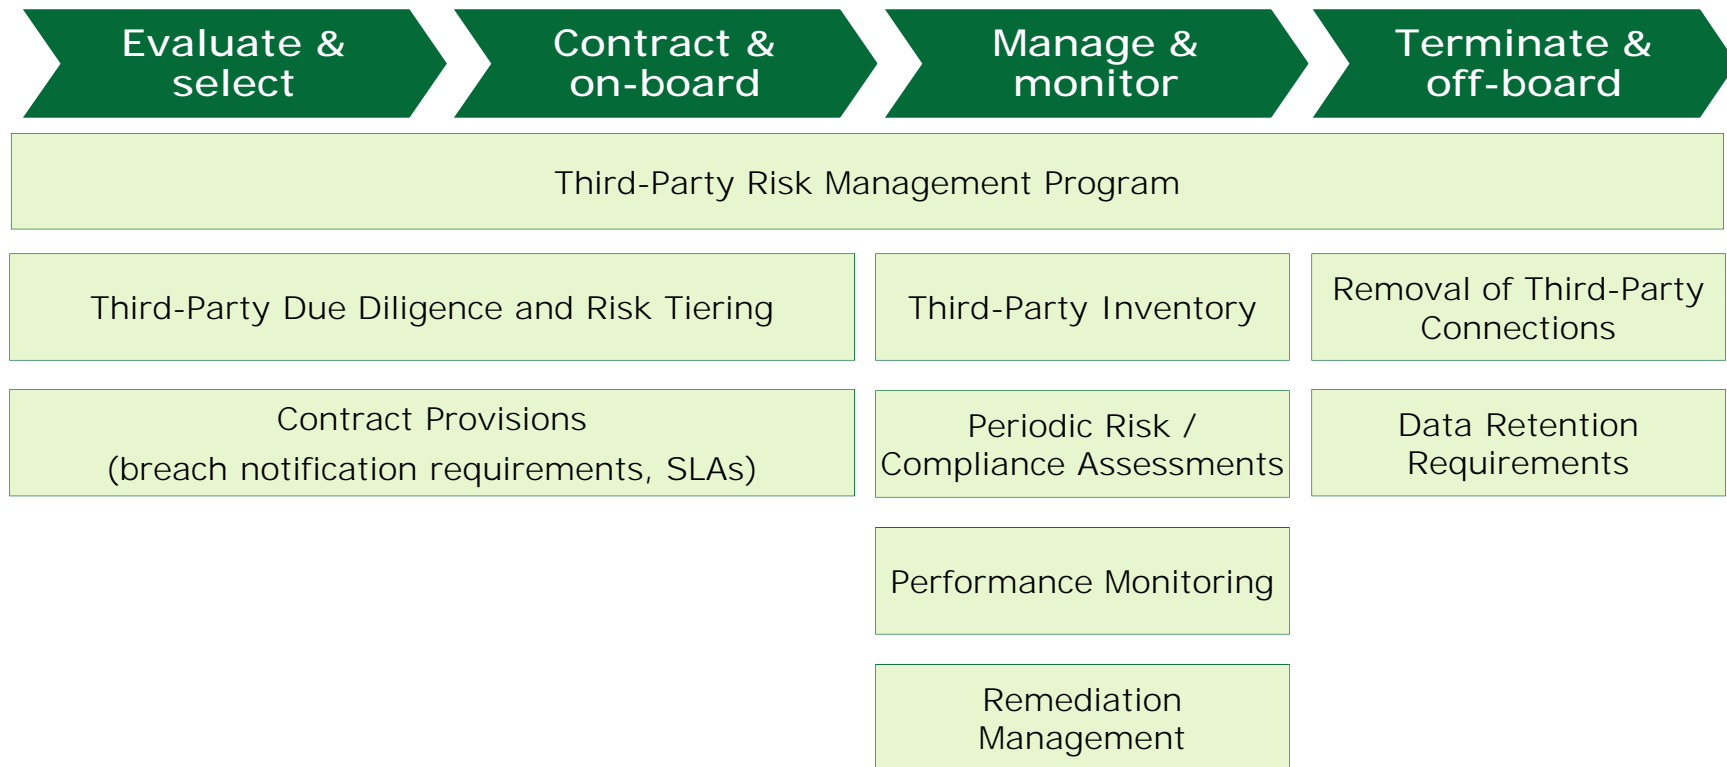 Evaluate &
select
Contract &
on-board
Manage &
monitor
Terminate &
off-board
Third-Party Risk Management Program
Third-Party Due Diligence and Risk Tiering
Third-Party Inventory
Removal of Third-Party
Connections
Contract Provisions
(breach notification requirements, SLAs)
Periodic Risk /
Compliance Assessments
Data Retention
Requirements
Performance Monitoring
Remediation
Management